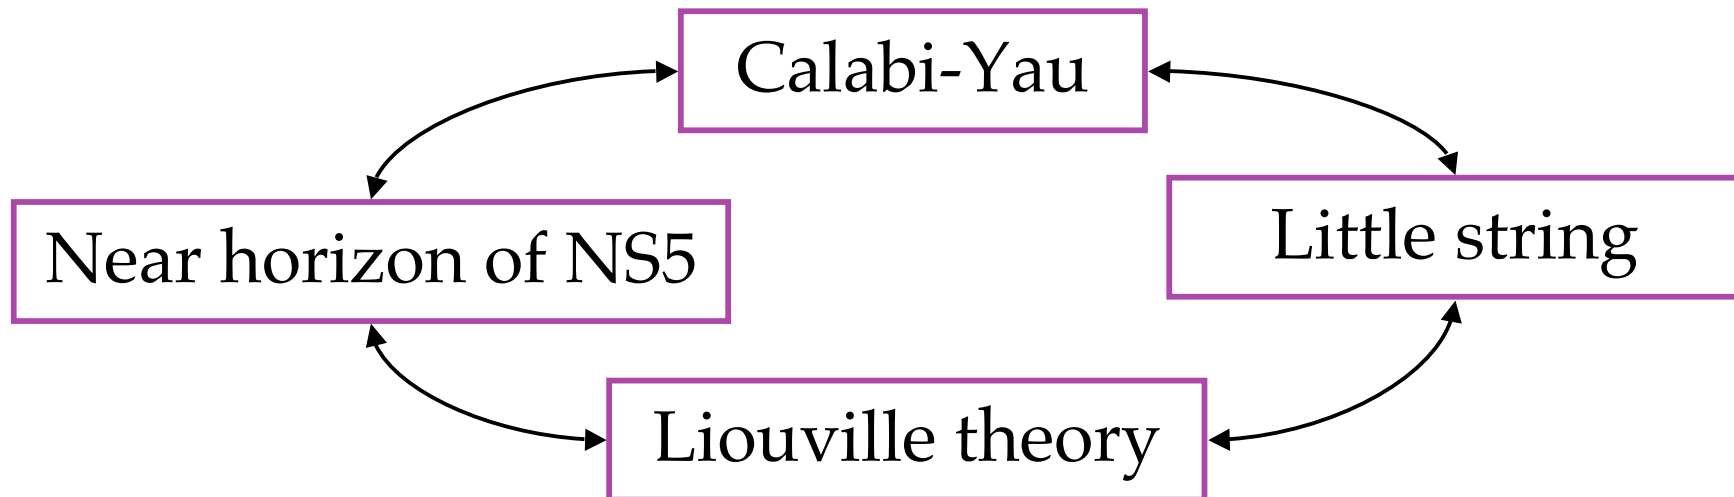 Calabi-Yau
Near horizon of NS5
Little string
Liouville theory